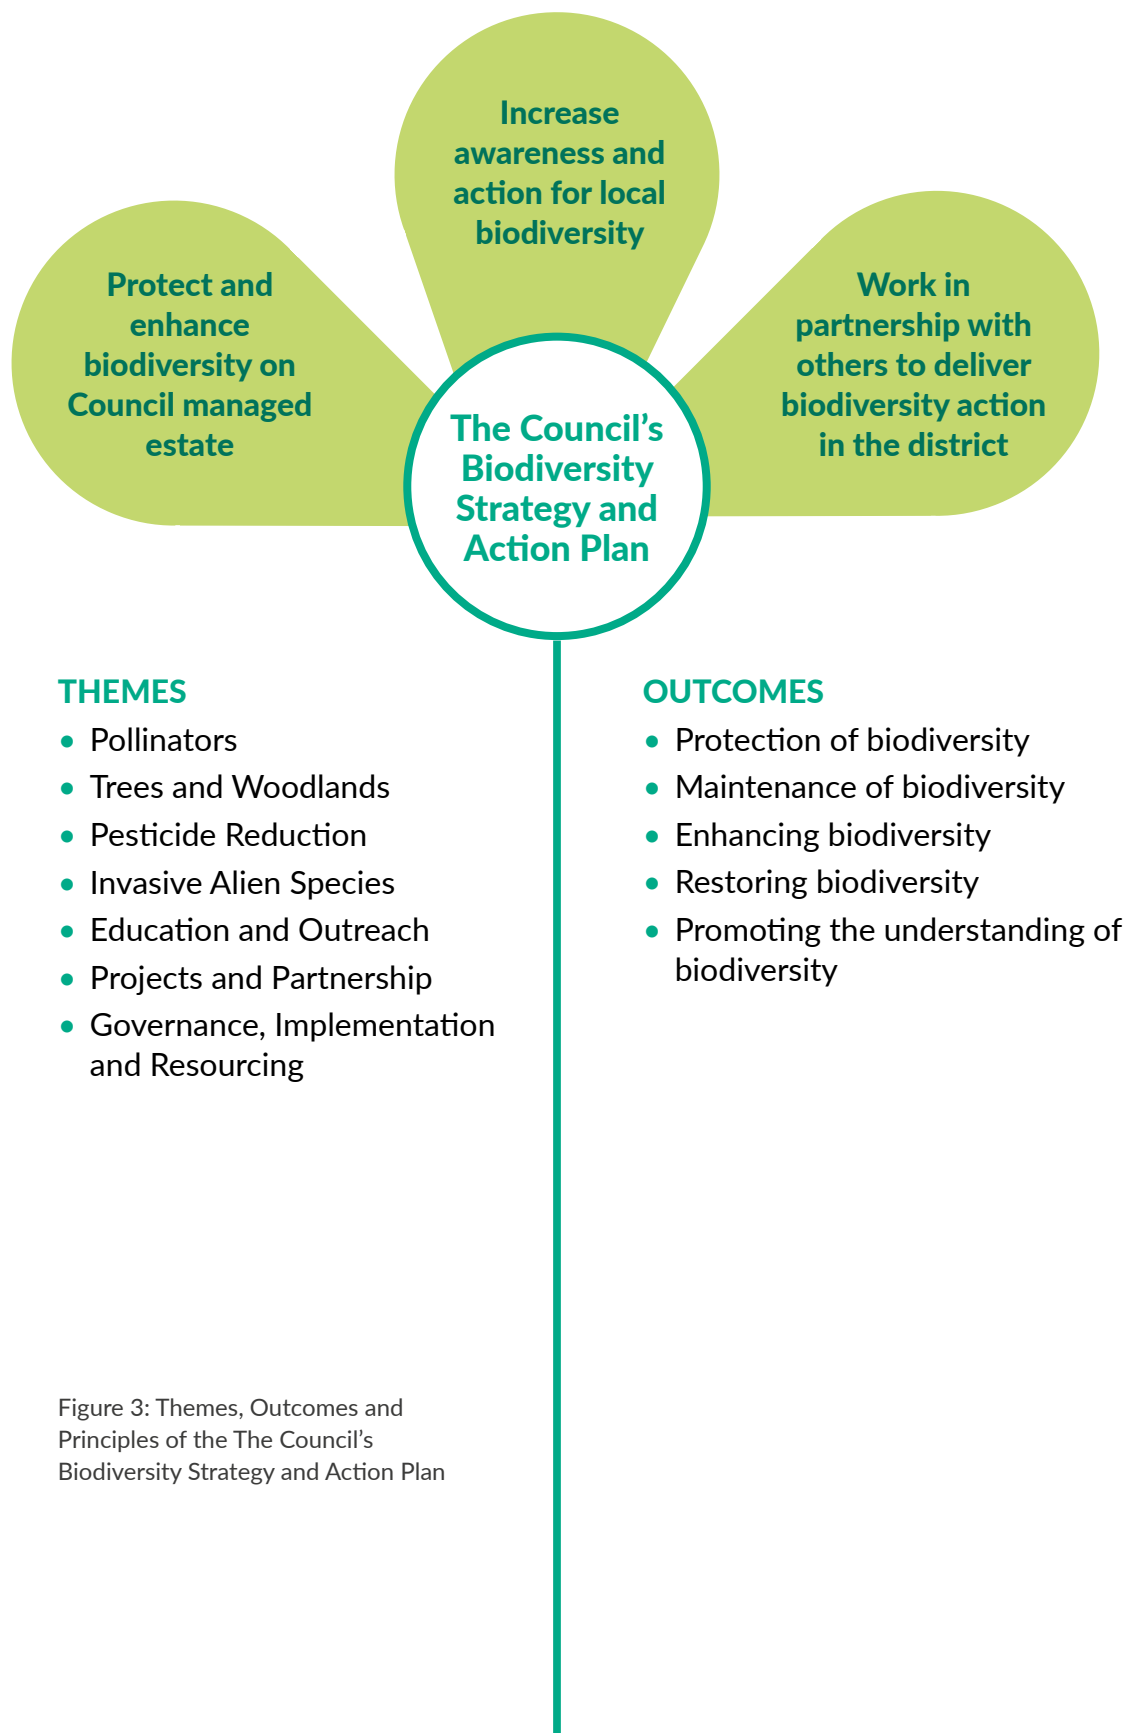 Increase
awareness and
action for local
biodiversity
Protect and
enhance
biodiversity on
Council managed
estate
Work in
partnership with
others to deliver
biodiversity action
in the district
The Council’s
Biodiversity
Strategy and
Action Plan
THEMES
• Pollinators
• Trees and Woodlands
• Pesticide Reduction
• Invasive Alien Species
• Education and Outreach
• Projects and Partnership
• Governance, Implementation
and Resourcing
OUTCOMES
• Protection of biodiversity
• Maintenance of biodiversity
• Enhancing biodiversity
• Restoring biodiversity
• Promoting the understanding of
biodiversity
Figure 3: Themes, Outcomes and
Principles of the The Council’s
Biodiversity Strategy and Action Plan